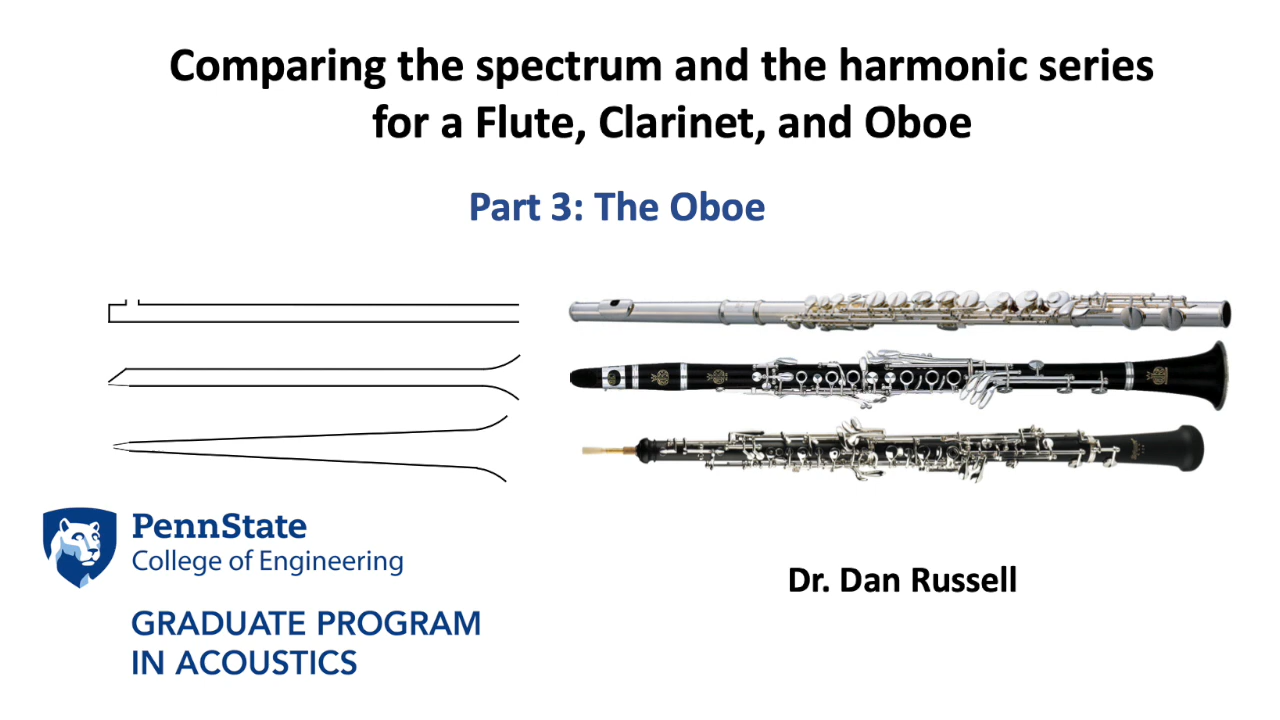 Comparing the spectrum and the harmonic series
for a Flute, Clarinet, and Oboe
Part 3: The Oboe
PennState
College of Engineering
GRADUATE PROGRAM
IN ACOUSTICS
Dr. Dan Russell